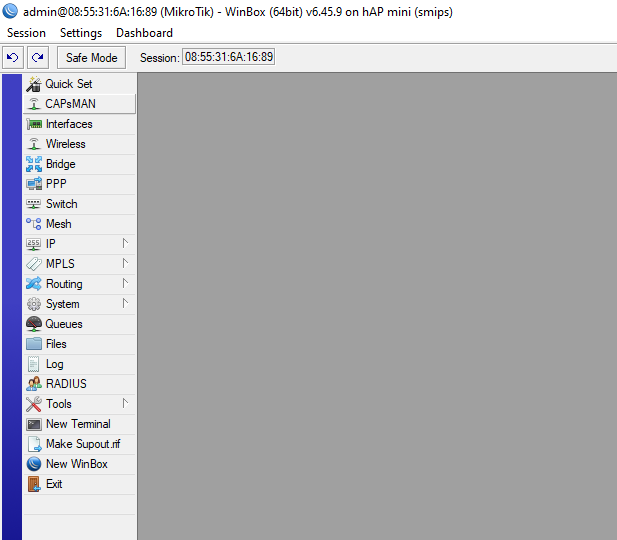 admin@08:55:31:6A:16:89 (MikroTik) - WinBox (64bit) v6.45.9 on hAP mini (smips)
Session Settings Dashboard
Safe Mode Session: 08:55:31:6A:16:89
Quick Set
CAPsMAN
Interfaces
Wireless
Bridge
PPP
Switch
Mesh
255 IP
MPLS
Routing
System
Queues
Files
Log
RADIUS
Tools
New Terminal
Make Supout.rif
New WinBox
Exit